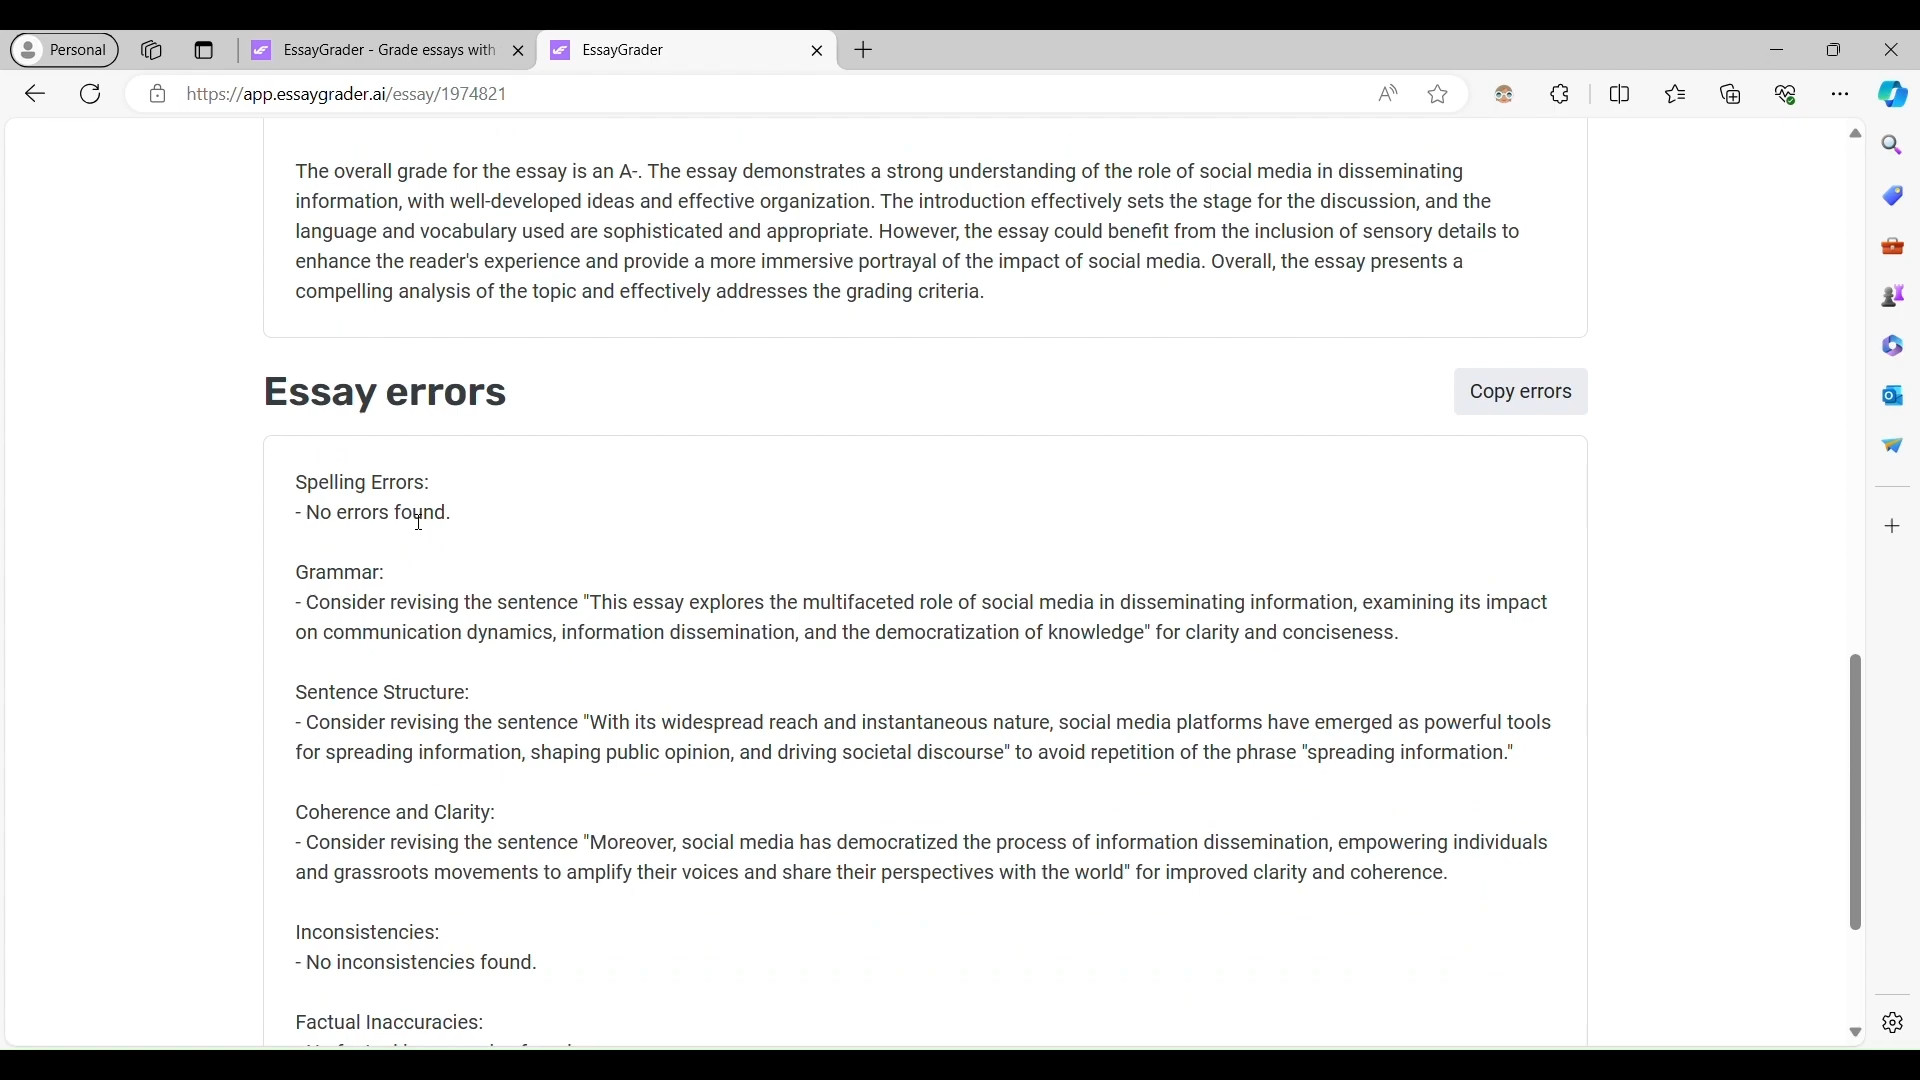 Personal
EssayGrader - Grade essays with
EssayGrader
https://app.essaygrader.ai/essay/1974821
The overall grade for the essay is an A-. The essay demonstrates a strong understanding of the role of social media in disseminating
information, with well-developed ideas and effective organization. The introduction effectively sets the stage for the discussion, and the
language and vocabulary used are sophisticated and appropriate. However, the essay could benefit from the inclusion of sensory details to
enhance the reader's experience and provide a more immersive portrayal of the impact of social media. Overall, the essay presents a
compelling analysis of the topic and effectively addresses the grading criteria.
Essay errors
Copy errors
Spelling Errors:
- No errors found.
Grammar:
- Consider revising the sentence "This essay explores the multifaceted role of social media in disseminating information, examining its impact
on communication dynamics, information dissemination, and the democratization of knowledge" for clarity and conciseness.
Sentence Structure:
- Consider revising the sentence "With its widespread reach and instantaneous nature, social media platforms have emerged as powerful tools
for spreading information, shaping public opinion, and driving societal discourse" to avoid repetition of the phrase "spreading information."
Coherence and Clarity:
- Consider revising the sentence "Moreover, social media has democratized the process of information dissemination, empowering individuals
and grassroots movements to amplify their voices and share their perspectives with the world" for improved clarity and coherence.
Inconsistencies:
- No inconsistencies found.
Factual Inaccuracies: